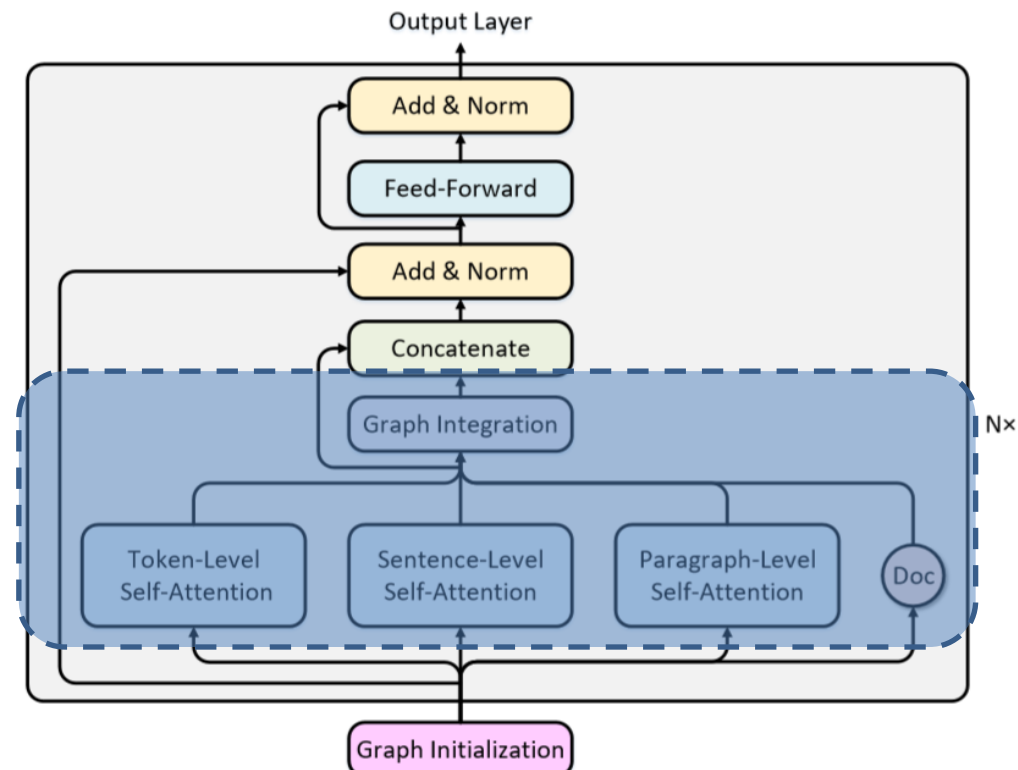 Output Layer
Add & Norm
Feed-Forward
Add & Norm
Concatenate
Graph Integration
N×
Token-Level
Self-Attention
Sentence-Level
Self-Attention
Paragraph-Level
Self-Attention
Doc
Graph Initialization